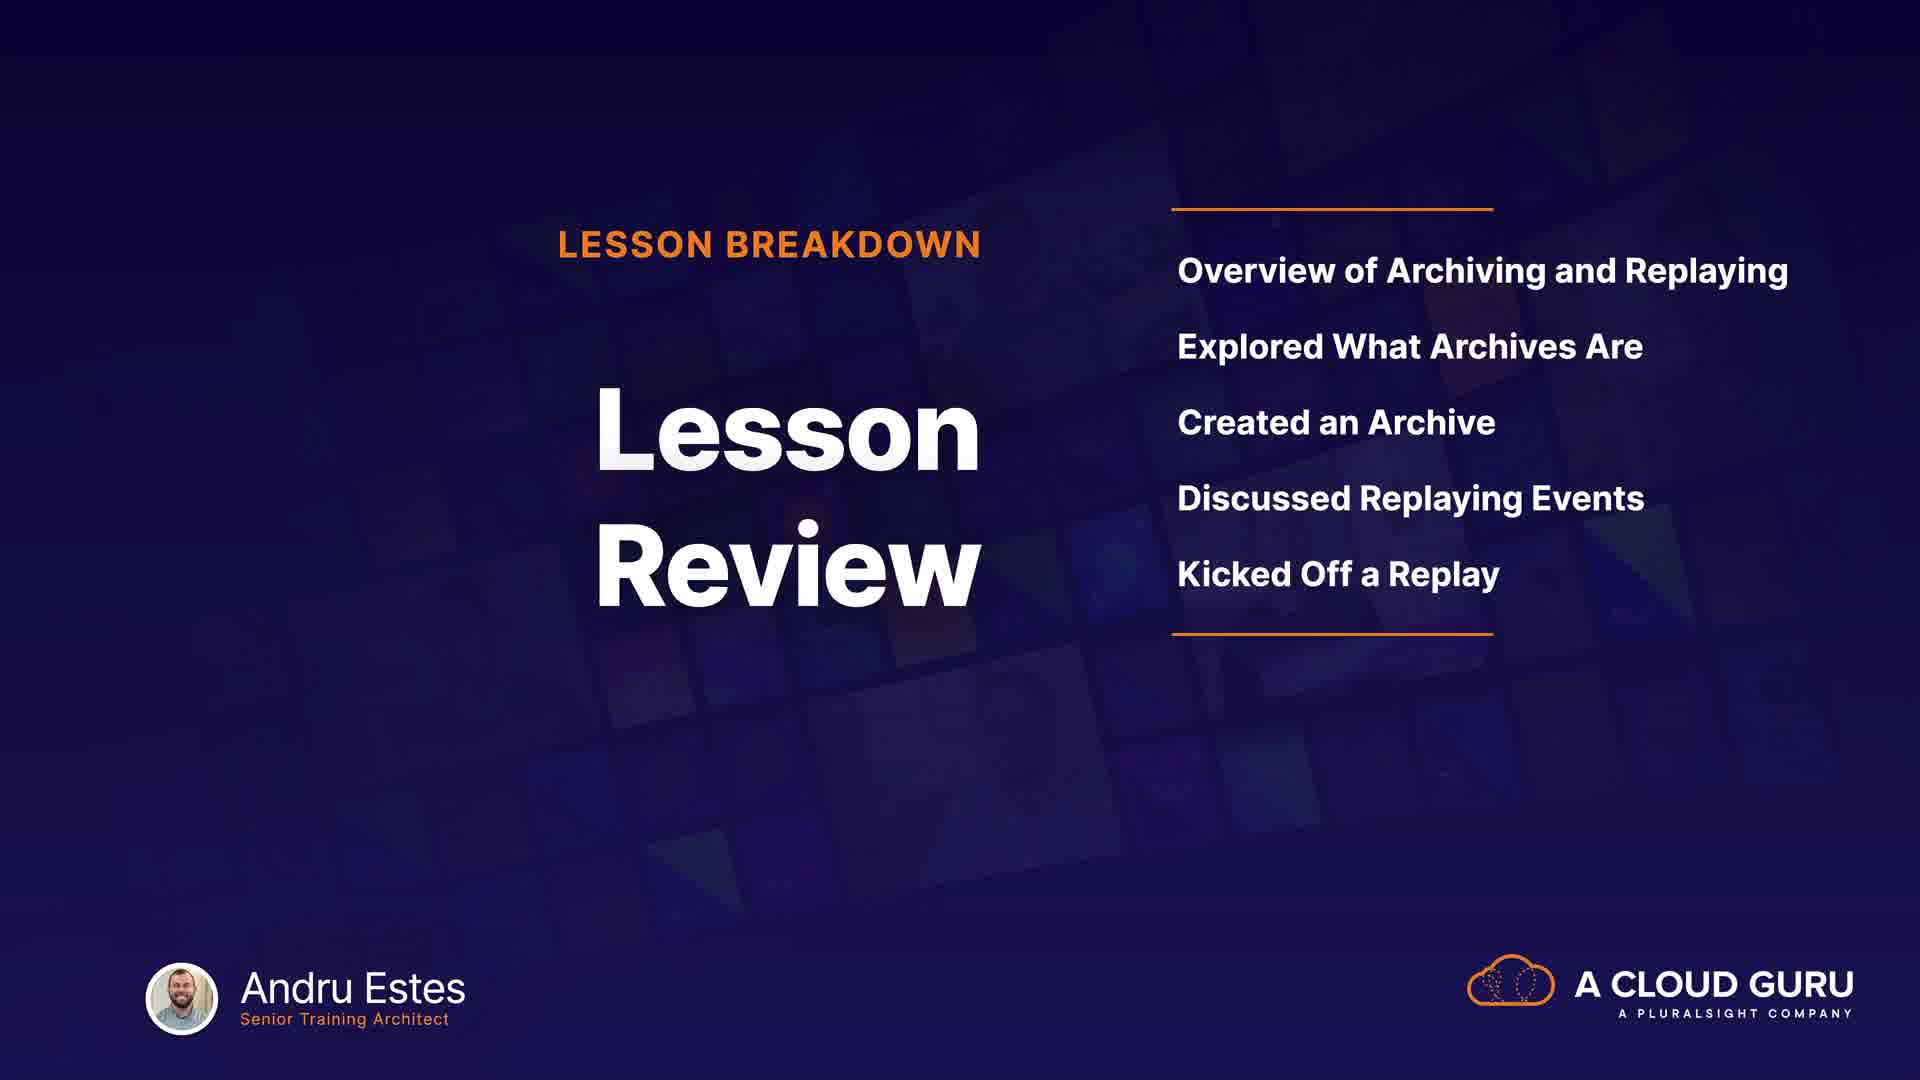 LESSON BREAKDOWN
Lesson
Review
Overview of Archiving and Replaying
Explored What Archives Are
Created an Archive
Discussed Replaying Events
Kicked Off a Replay
Andru Estes
Senior Training Architect
A CLOUD GURU
A PLURALSIGHT COMPANY